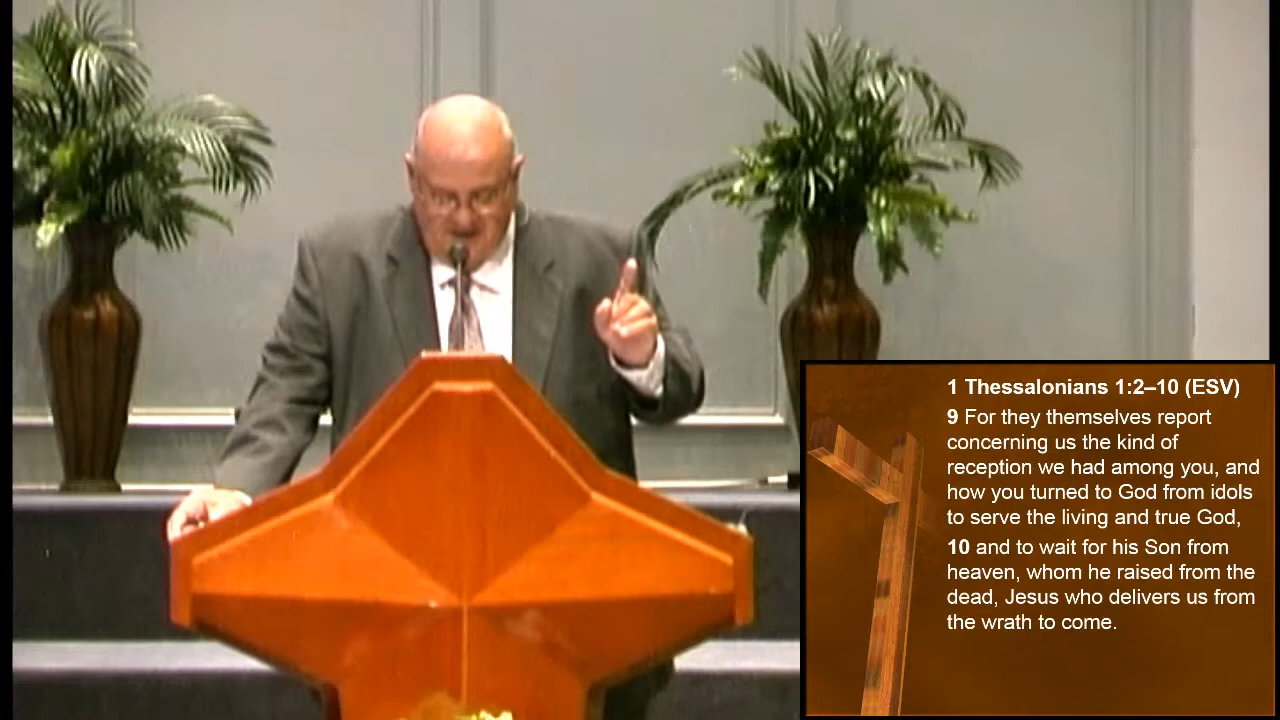 1 Thessalonians 1:2–10 (ESV)
9 For they themselves report
concerning us the kind of
reception we had among you, and
how you turned to God from idols
to serve the living and true God,
10 and to wait for his Son from
heaven, whom he raised from the
dead, Jesus who delivers us from
the wrath to come.